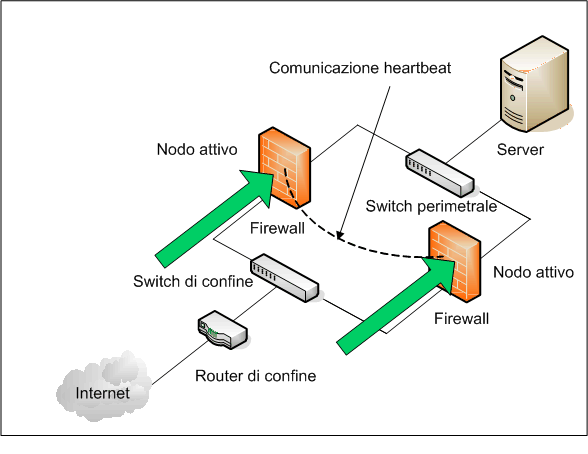 Comunicazione heartbeat
Nodo attivo
Server
Switch perimetrale
Firewall
Nodo attivo
Switch di confine
Firewall
Router di confine
Internet